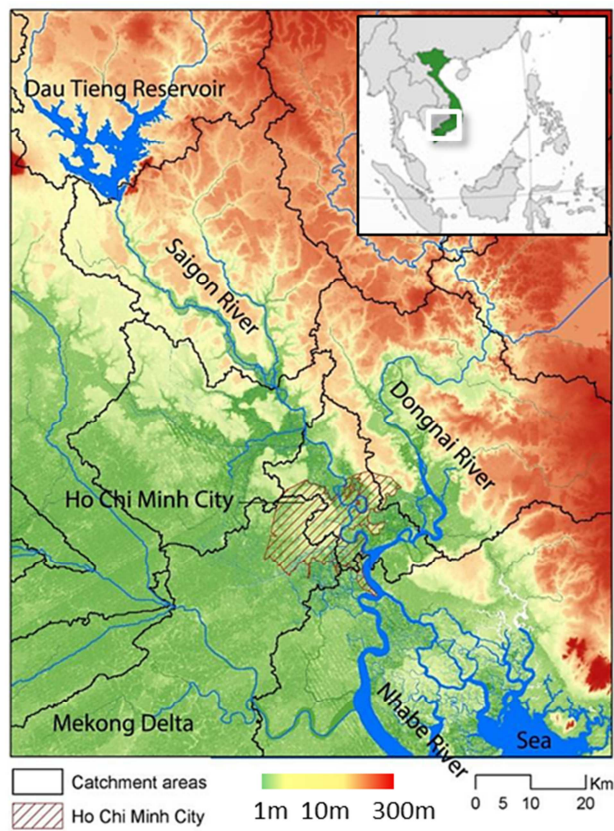 Dau Tieng Reservoir
Saigon River
Dongnai River
Ho Chi Minh City
Mekong Delta
Nhabe River
Sea
Catchment areas
Ho Chi Minh City
1m 10m 300m
Km
0 5 10 20